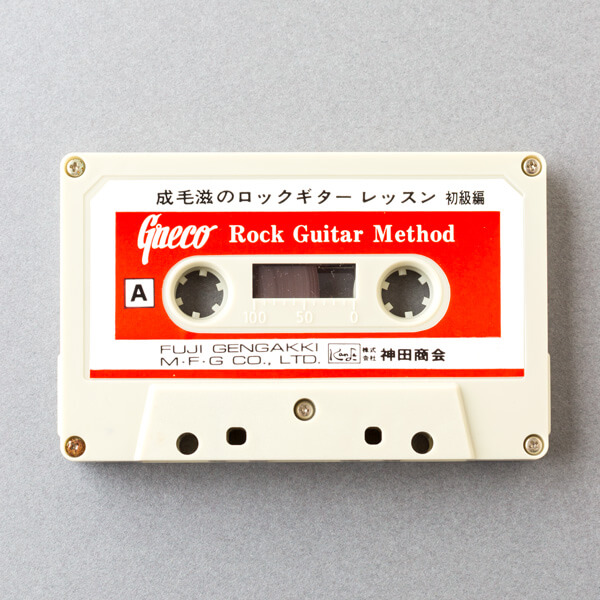 成毛滋のロックギター レッスン 初級編
Greco Rock Guitar Method
A
100 50 0
FUJI GENGAKKI
M・F・G CO., LTD. Kanda 株式会社 神田商会